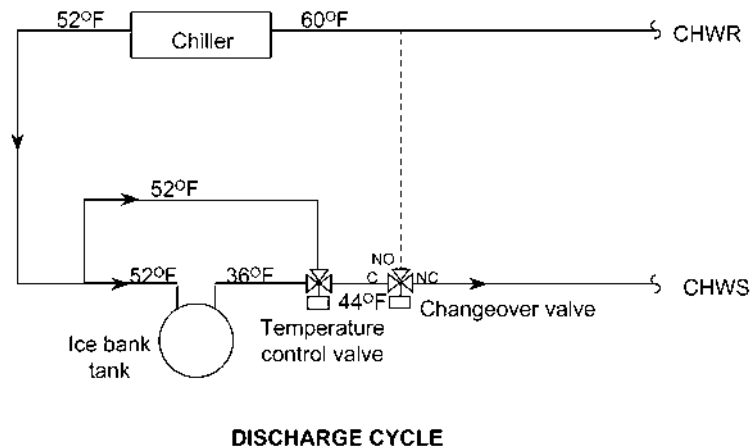 52°F
Chiller
60°F
CHWR
52°F
52°F
36°F
NO
C
NC
44°F
CHWS
Changeover valve
Temperature
control valve
Ice bank
tank
DISCHARGE CYCLE